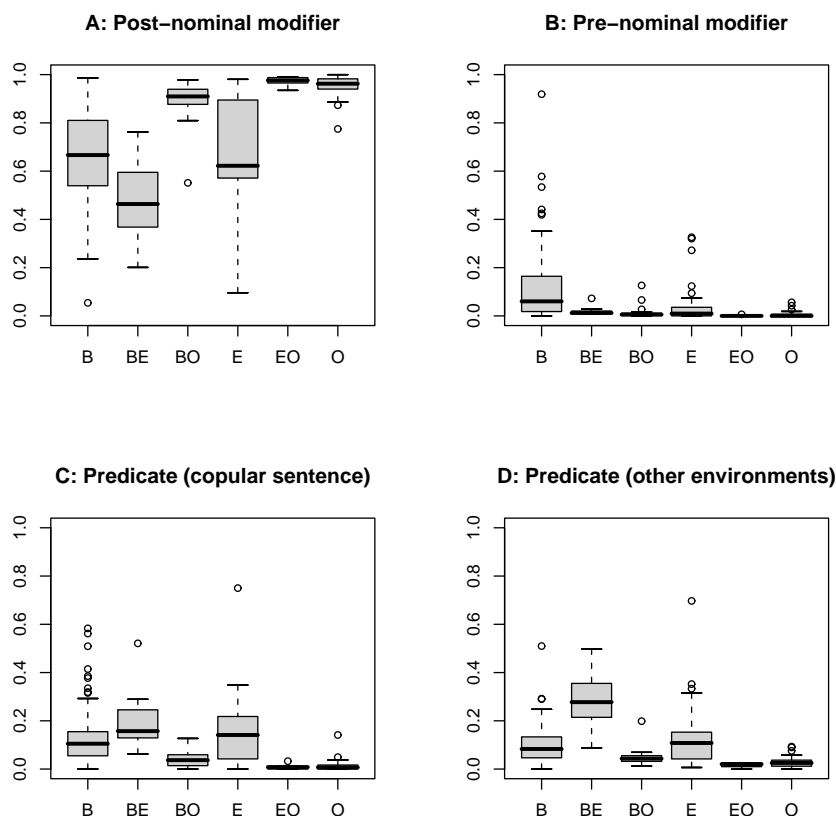 A: Post−nominal modifier
0.0 0.2 0.4 0.6 0.8 1.0
B BE BO E EO O
B: Pre−nominal modifier
0.0 0.2 0.4 0.6 0.8 1.0
B BE BO E EO O
C: Predicate (copular sentence)
0.0 0.2 0.4 0.6 0.8 1.0
B BE BO E EO O
D: Predicate (other environments)
0.0 0.2 0.4 0.6 0.8 1.0
B BE BO E EO O